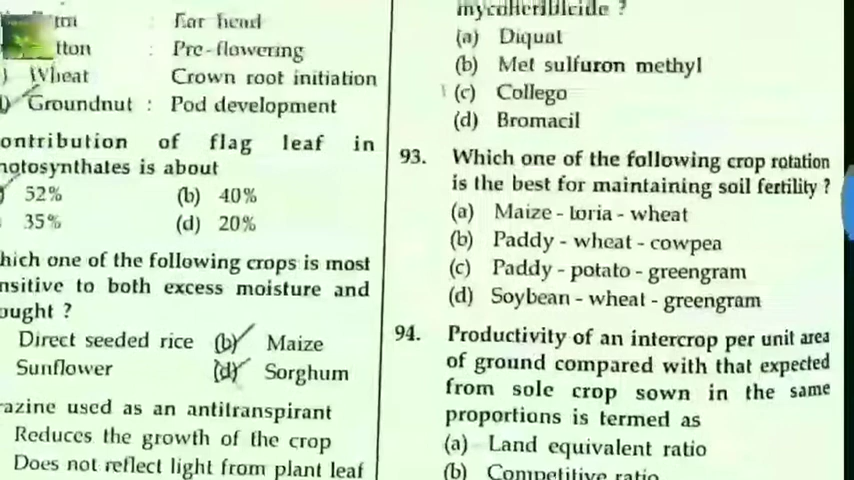 : Ear head
tton : Pre-flowering
) Wheat Crown root initiation
) Groundnut : Pod development
ontribution of flag leaf in
hotosynthates is about
) 52% (b) 40%
35% (d) 20%
hich one of the following crops is most
nsitive to both excess moisture and
ought ?
Direct seeded rice (b) Maize
Sunflower (d) Sorghum
razine used as an antitranspirant
Reduces the growth of the crop
Does not reflect light from plant leaf
mycoherbicide ?
(a) Diquat
(b) Met sulfuron methyl
(c) Collego
(d) Bromacil
93. Which one of the following crop rotation
is the best for maintaining soil fertility ?
(a) Maize - toria - wheat
(b) Paddy - wheat - cowpea
(c) Paddy - potato - greengram
(d) Soybean - wheat - greengram
94. Productivity of an intercrop per unit area
of ground compared with that expected
from sole crop sown in the same
proportions is termed as
(a) Land equivalent ratio
(b) Competitive ratio